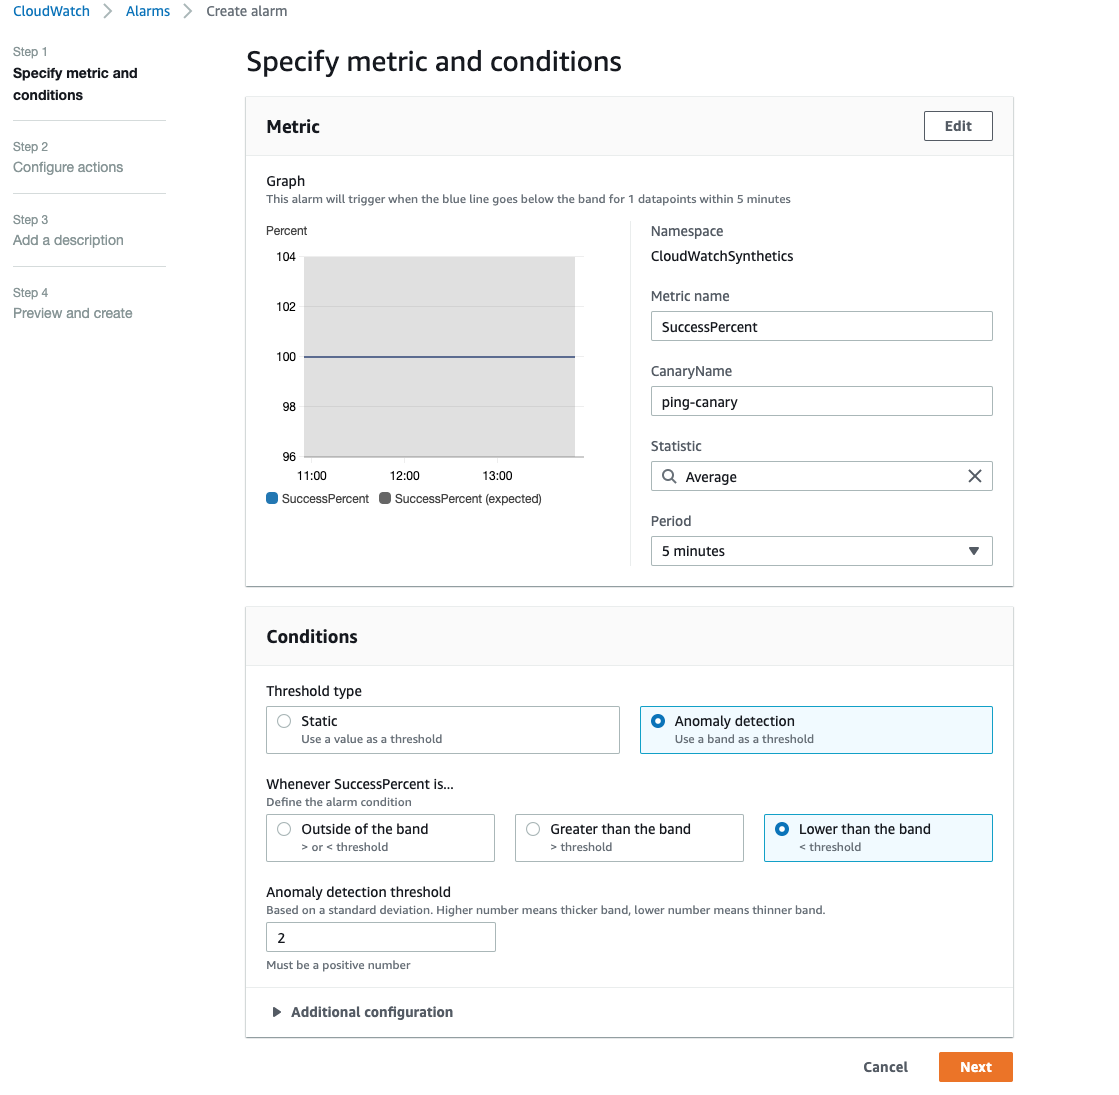 CloudWatch > Alarms > Create alarm
Step 1
Specify metric and
conditions
Step 2
Configure actions
Step 3
Add a description
Step 4
Preview and create
Specify metric and conditions
Metric
Edit
Graph
This alarm will trigger when the blue line goes below the band for 1 datapoints within 5 minutes
Percent
104
102
100
98
96
11:00 12:00 13:00
SuccessPercent SuccessPercent (expected)
Namespace
CloudWatchSynthetics
Metric name
SuccessPercent
CanaryName
ping-canary
Statistic
Average
Period
5 minutes
Conditions
Threshold type
Static
Use a value as a threshold
Anomaly detection
Use a band as a threshold
Whenever SuccessPercent is...
Define the alarm condition
Outside of the band
> or < threshold
Greater than the band
> threshold
Lower than the band
< threshold
Anomaly detection threshold
Based on a standard deviation. Higher number means thicker band, lower number means thinner band.
2
Must be a positive number
Additional configuration
Cancel
Next